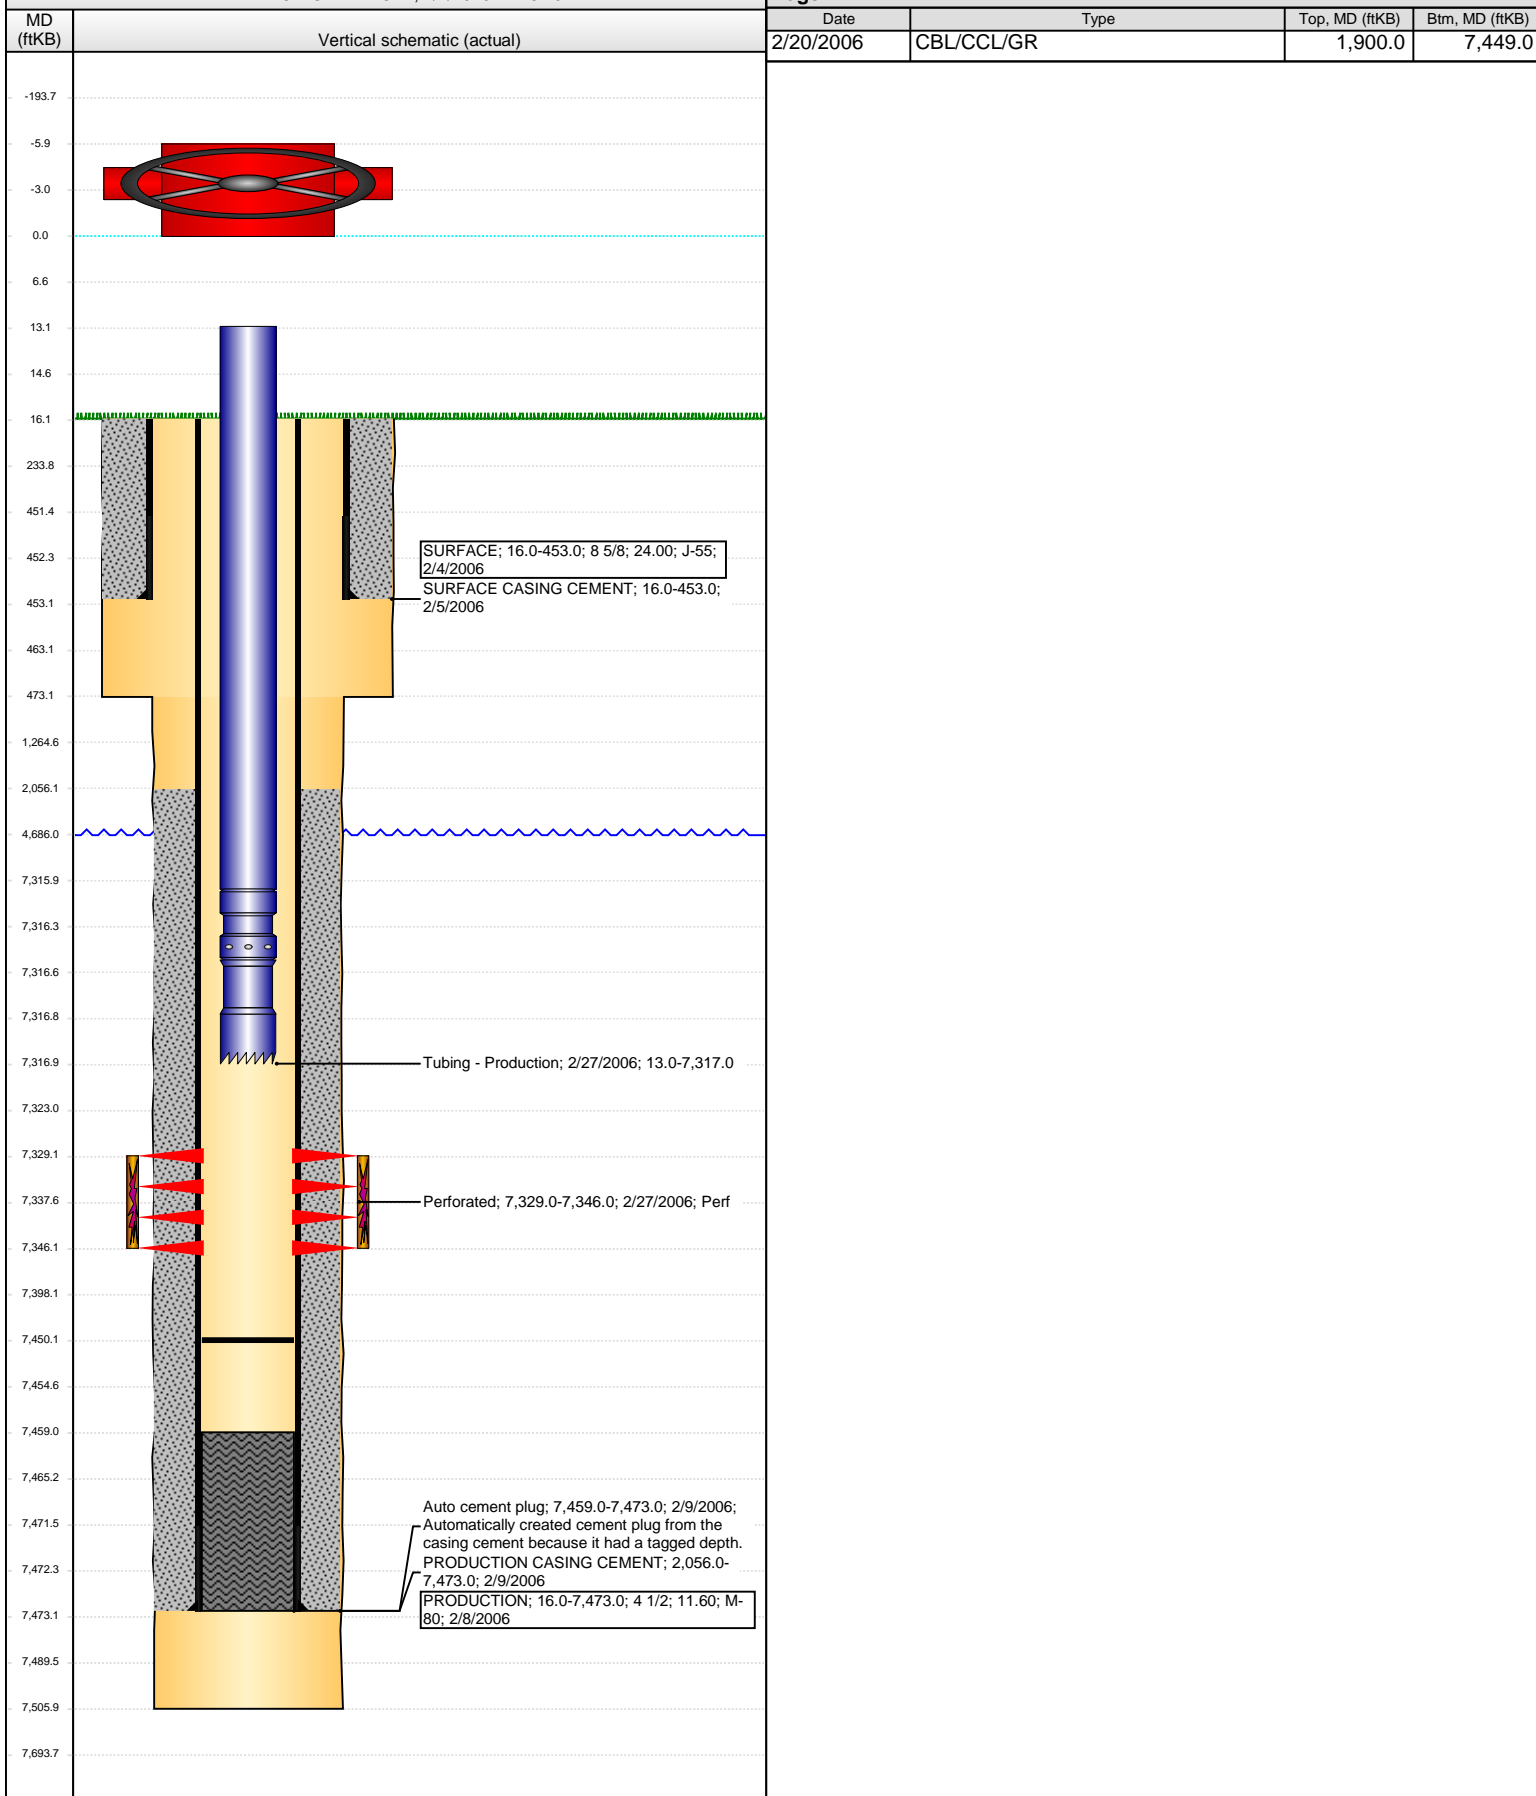 MD
(ftKB)
Vertical schematic (actual)
Date Type Top, MD (ftKB) Btm, MD (ftKB)
2/20/2006 CBL/CCL/GR 1,900.0 7,449.0
-193.7
-5.9
-3.0
0.0
6.6
13.1
14.6
16.1
233.8
451.4
452.3
453.1
463.1
473.1
1,264.6
2,056.1
4,686.0
7,315.9
7,316.3
7,316.6
7,316.8
7,316.9
7,323.0
7,329.1
7,337.6
7,346.1
7,398.1
7,450.1
7,454.6
7,459.0
7,465.2
7,471.5
7,472.3
7,473.1
7,489.5
7,505.9
7,693.7
SURFACE; 16.0-453.0; 8 5/8; 24.00; J-55;
2/4/2006
SURFACE CASING CEMENT; 16.0-453.0;
2/5/2006
Tubing - Production; 2/27/2006; 13.0-7,317.0
Perforated; 7,329.0-7,346.0; 2/27/2006; Perf
Auto cement plug; 7,459.0-7,473.0; 2/9/2006;
Automatically created cement plug from the
casing cement because it had a tagged depth.
PRODUCTION CASING CEMENT; 2,056.0-
7,473.0; 2/9/2006
PRODUCTION; 16.0-7,473.0; 4 1/2; 11.60; M-
80; 2/8/2006